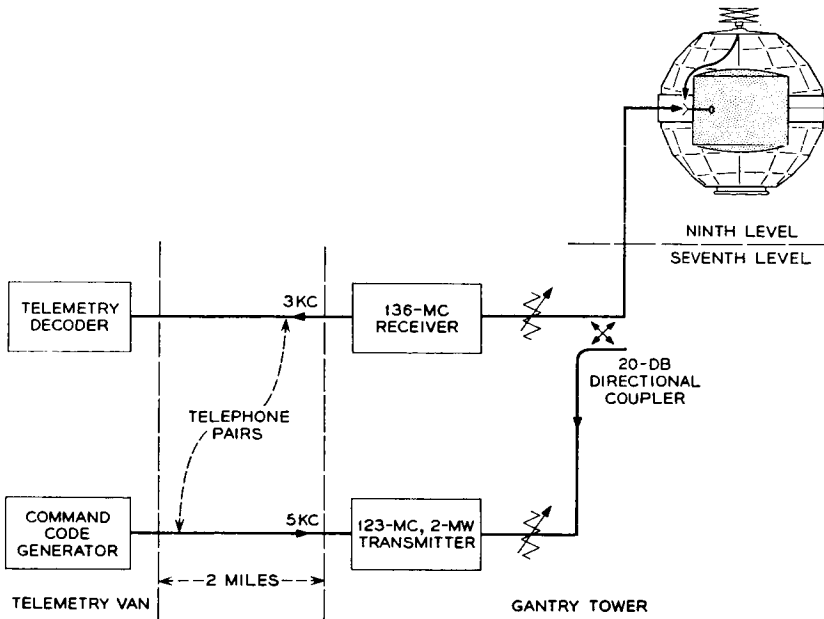 NINTH LEVEL
SEVENTH LEVEL
TELEMETRY
DECODER
3KC
136-MC
RECEIVER
20-DB
DIRECTIONAL
COUPLER
TELEPHONE
PAIRS
COMMAND
CODE
GENERATOR
5KC
123-MC, 2-MW
TRANSMITTER
2 MILES
TELEMETRY VAN
GANTRY TOWER